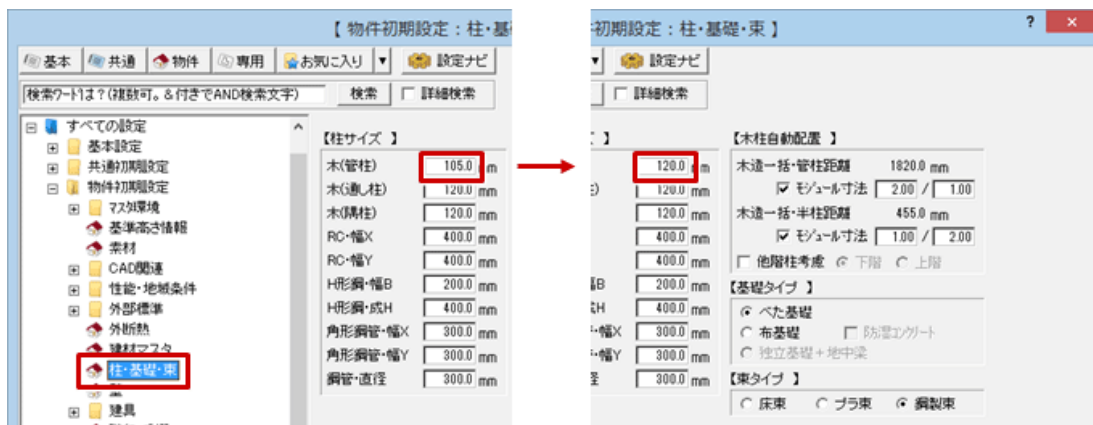 【 物件初期設定：柱・基
基本 共通 物件 専用 お気に入り ▼ 設定ナビ
検索ﾜｰﾄﾞは？(複数可。＆付きでAND検索文字) 検索 詳細検索
すべての設定
基本設定
共通初期設定
物件初期設定
ﾏｽﾀ環境
基準高さ情報
素材
CAD関連
性能・地域条件
外部標準
外断熱
建材マスタ
柱・基礎・束
壁
建具
【柱サイズ 】
木(管柱) 105.0 mm
木(通し柱) 120.0 mm
木(隅柱) 120.0 mm
RC・幅X 400.0 mm
RC・幅Y 400.0 mm
H形鋼・幅B 200.0 mm
H形鋼・成H 400.0 mm
角形鋼管・幅X 300.0 mm
角形鋼管・幅Y 300.0 mm
鋼管・直径 300.0 mm
初期設定：柱・基礎・束 】 ? ×
▼ 設定ナビ
詳細検索
】
120.0 mm
120.0 mm
120.0 mm
400.0 mm
400.0 mm
幅B 200.0 mm
成H 400.0 mm
・幅X 300.0 mm
・幅Y 300.0 mm
径 300.0 mm
【木柱自動配置 】
木造一括・管柱距離 1820.0 mm
ﾓｼﾞｭｰﾙ寸法 2.00 / 1.00
木造一括・半柱距離 455.0 mm
ﾓｼﾞｭｰﾙ寸法 1.00 / 2.00
他階柱考慮 下階 上階
【基礎タイプ 】
べた基礎
布基礎 防湿ｺﾝｸﾘｰﾄ
独立基礎＋地中梁
【束タイプ 】
床束 プラ束 鋼製束